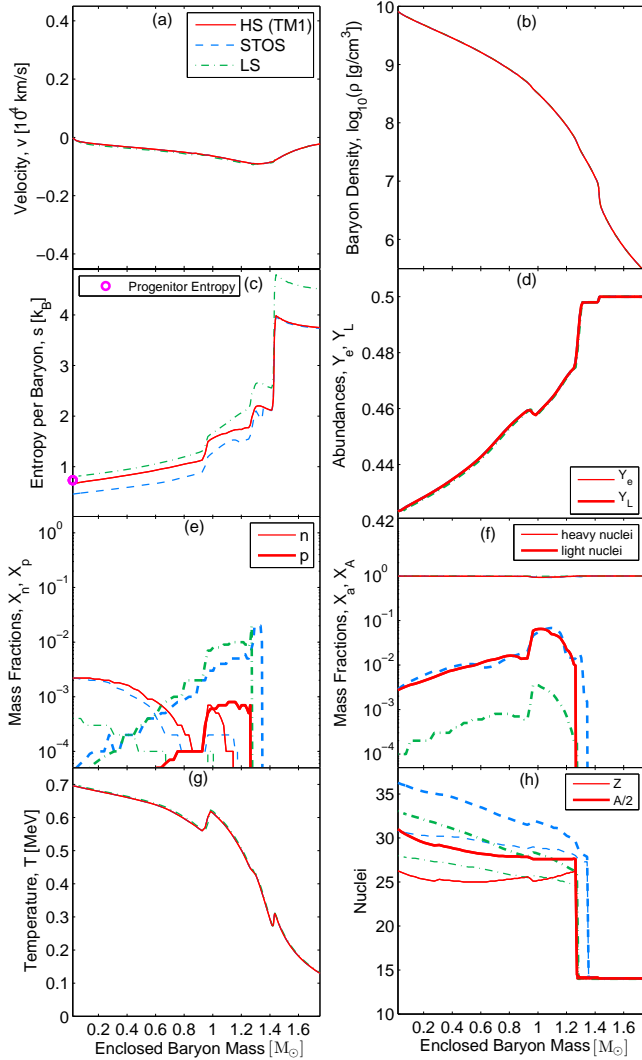 (a)
HS (TM1)
STOS
LS
Velocity, v [10⁴ km/s]
0.4
0.2
0
−0.2
−0.4
(b)
Baryon Density, log₁₀(ρ [g/cm³])
10
9
8
7
6
(c)
Progenitor Entropy
Entropy per Baryon, s [k_B]
4
3
2
1
0
(d)
Y_e
Y_L
Abundances, Y_e, Y_L
0.5
0.48
0.46
0.44
0.42
(e)
n
p
Mass Fractions, X_n, X_p
10⁰
10⁻¹
10⁻²
10⁻³
10⁻⁴
(f)
heavy nuclei
light nuclei
Mass Fractions, X_a, X_A
10⁰
10⁻¹
10⁻²
10⁻³
10⁻⁴
(g)
Temperature, T [MeV]
0.7
0.6
0.5
0.4
0.3
0.2
0.1
0
0.2 0.4 0.6 0.8 1 1.2 1.4 1.6
Enclosed Baryon Mass [M⊙]
(h)
Z
A/2
Nuclei
35
30
25
20
15
10
0.2 0.4 0.6 0.8 1 1.2 1.4 1.6
Enclosed Baryon Mass [M⊙]